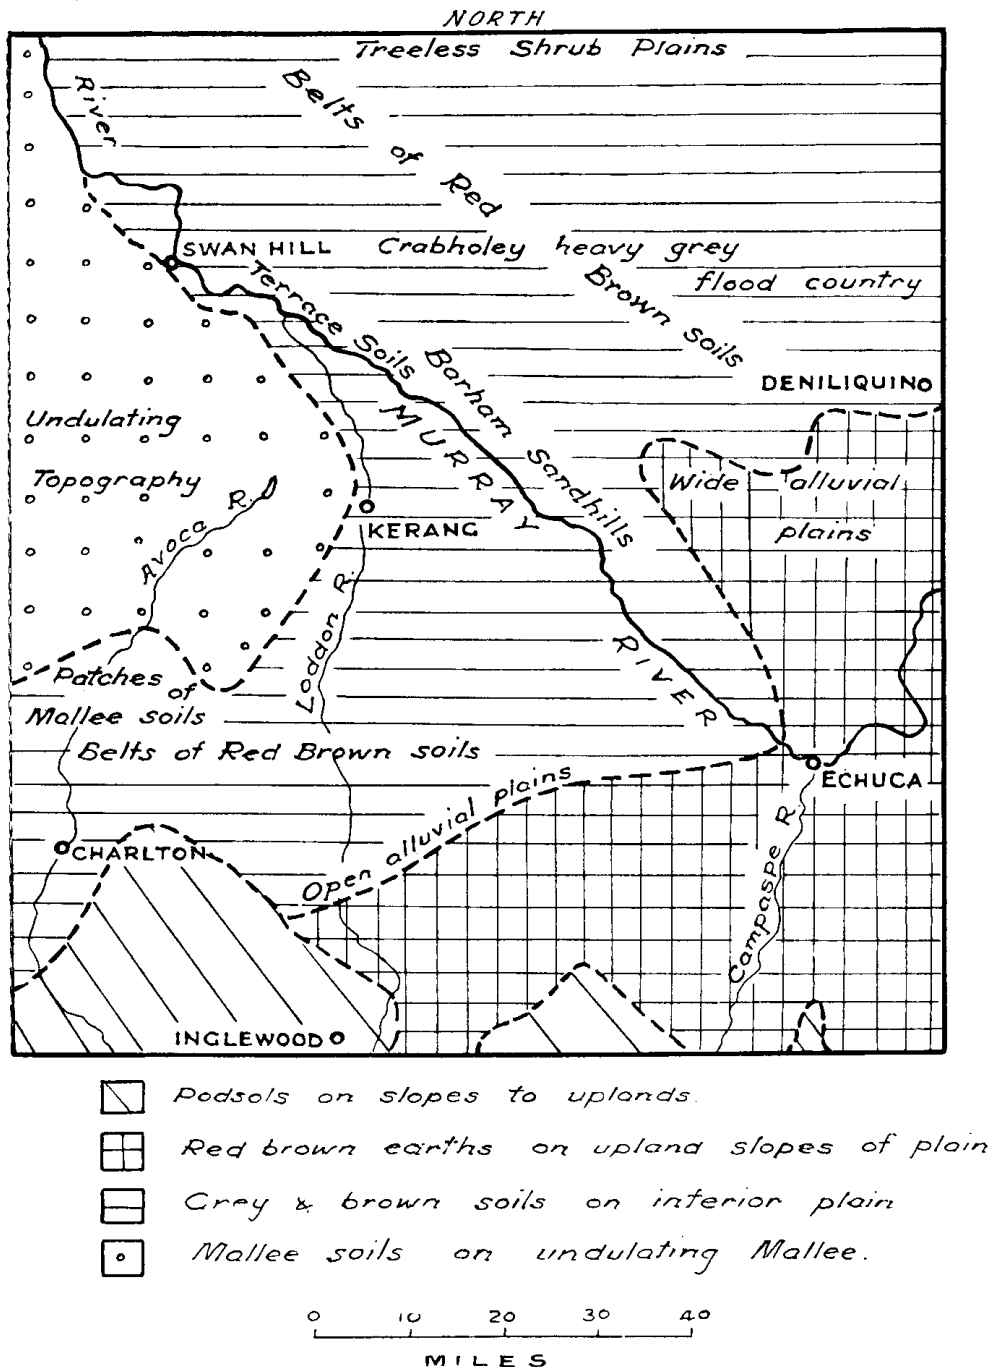 NORTH
Treeless Shrub Plains
River
Belts of Red
Brown soils
SWAN HILL
Crabholey heavy grey
flood country
Terrace Soils
Barham Sandhills
DENILIQUIN
MURRAY
RIVER
Undulating
Topography
Wide alluvial
plains
Avoca R.
KERANG
Loddon R.
Patches
of
Mallee soils
Belts of Red Brown soils
ECHUCA
Open alluvial plains
Campaspe R.
CHARLTON
INGLEWOOD
Podsols on slopes to uplands.
Red brown earths on upland slopes of plain
Grey & brown soils on interior plain
Mallee soils on undulating Mallee.
0 10 20 30 40
MILES